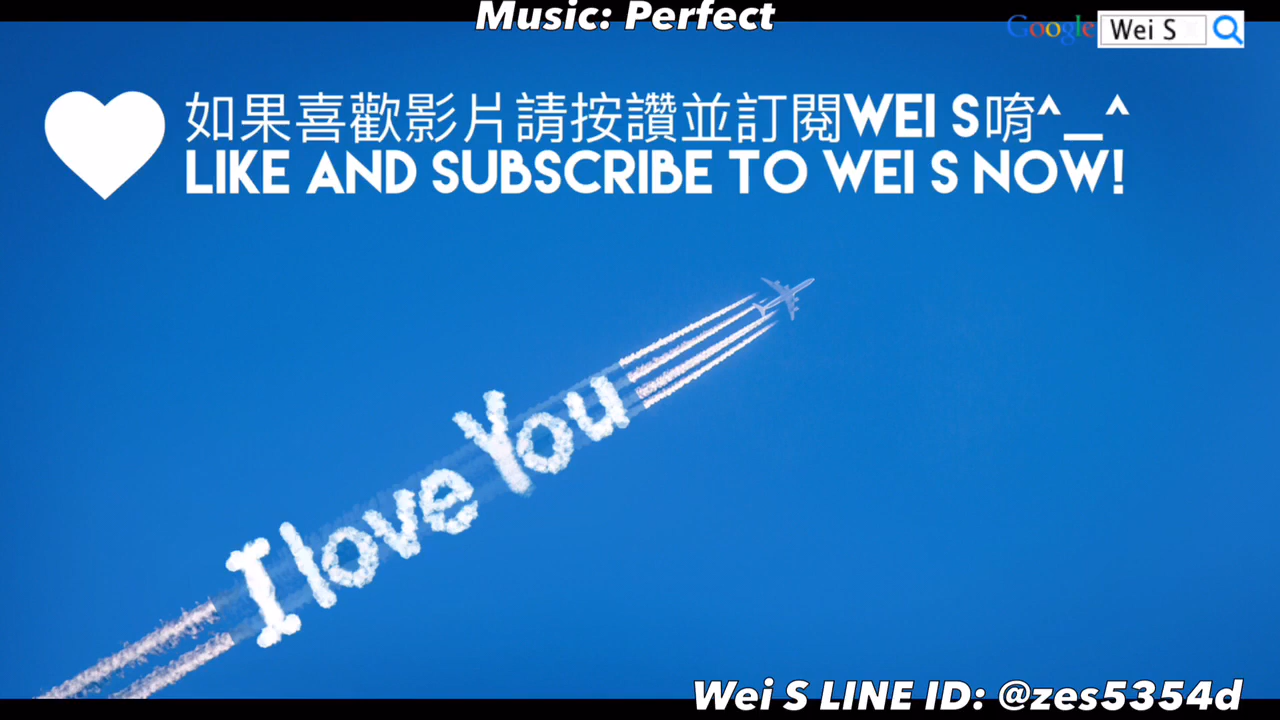 Music: Perfect
Google Wei S
如果喜歡影片請按讚並訂閱WEI S唷^_^
LIKE AND SUBSCRIBE TO WEI S NOW!
I love You
Wei S LINE ID: @zes5354d